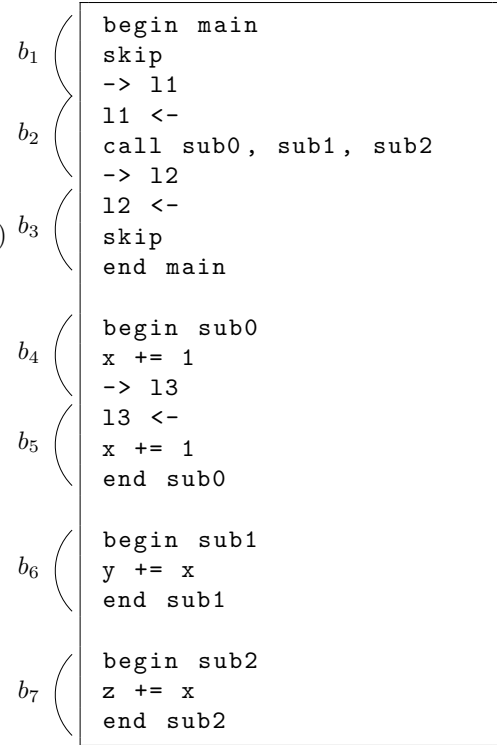 begin main
b₁ skip
-> l1
l1 <-
b₂ call sub0, sub1, sub2
-> l2
l2 <-
) b₃ skip
end main
begin sub0
b₄ x += 1
-> l3
l3 <-
b₅ x += 1
end sub0
begin sub1
b₆ y += x
end sub1
begin sub2
b₇ z += x
end sub2